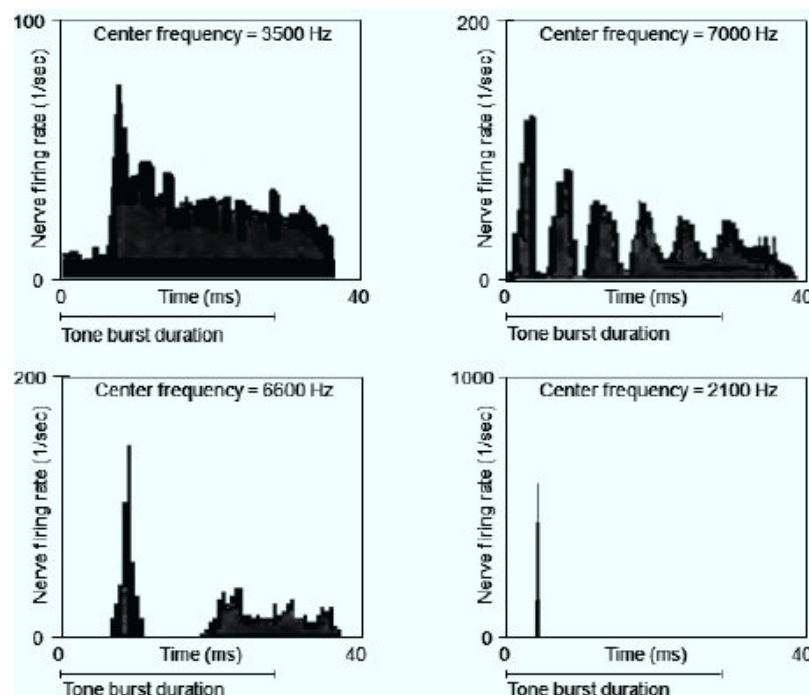 100
Center frequency = 3500 Hz
Nerve firing rate (1/sec)
0
0
Time (ms)
40
Tone burst duration
200
Center frequency = 7000 Hz
Nerve firing rate (1/sec)
0
0
Time (ms)
40
Tone burst duration
200
Center frequency = 6600 Hz
Nerve firing rate (1/sec)
0
0
Time (ms)
40
Tone burst duration
1000
Center frequency = 2100 Hz
Nerve firing rate (1/sec)
0
0
Time (ms)
40
Tone burst duration